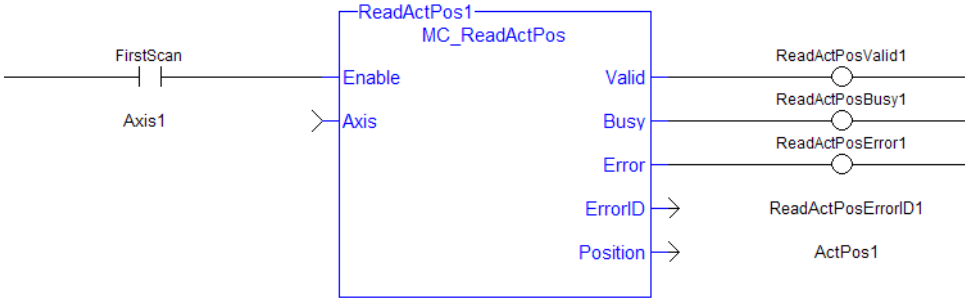 ReadActPos1
MC_ReadActPos
FirstScan
Enable
Valid
ReadActPosValid1
Axis1
Axis
Busy
ReadActPosBusy1
Error
ReadActPosError1
ErrorID
ReadActPosErrorID1
Position
ActPos1